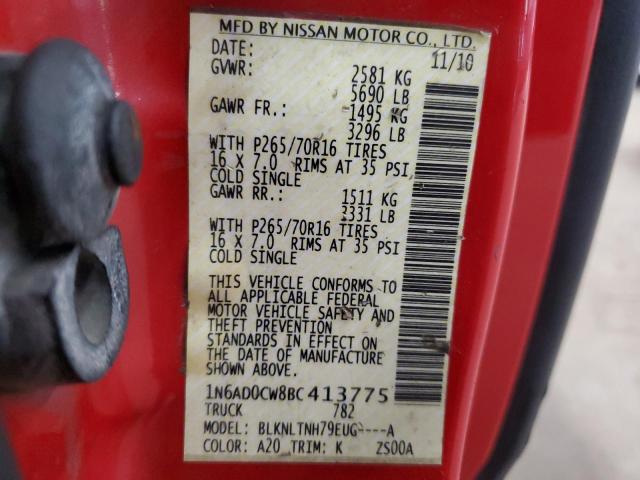 MFD BY NISSAN MOTOR CO., LTD.
DATE: 11/10
GVWR: 2581 KG
5690 LB
GAWR FR.: 1495 KG
3296 LB
WITH P265/70R16 TIRES
16 X 7.0 RIMS AT 35 PSI
COLD SINGLE
GAWR RR.: 1511 KG
3331 LB
WITH P265/70R16 TIRES
16 X 7.0 RIMS AT 35 PSI
COLD SINGLE
THIS VEHICLE CONFORMS TO
ALL APPLICABLE FEDERAL
MOTOR VEHICLE SAFETY AND
THEFT PREVENTION
STANDARDS IN EFFECT ON
THE DATE OF MANUFACTURE
SHOWN ABOVE.
1N6AD0CW8BC413775
TRUCK 782
MODEL: BLKNLTNH79EUG----A
COLOR: A20 TRIM: K ZS00A